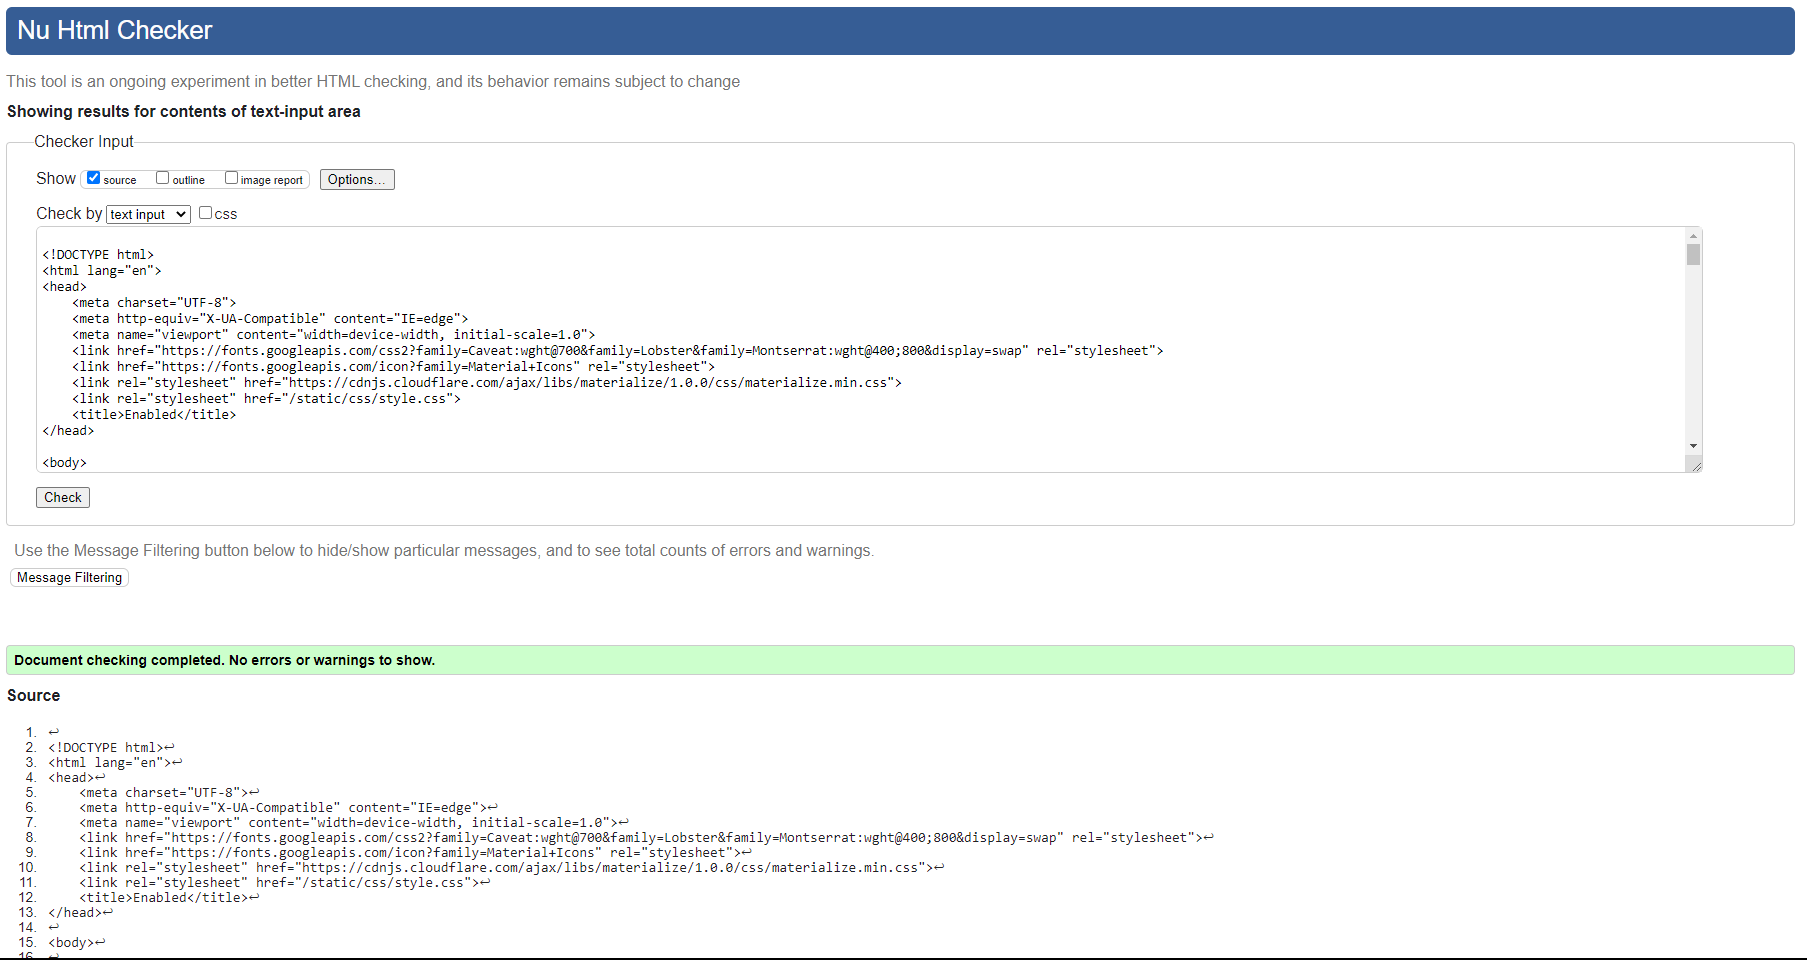 Nu Html Checker
This tool is an ongoing experiment in better HTML checking, and its behavior remains subject to change
Showing results for contents of text-input area
Checker Input
Show source outline image report Options...
Check by text input css
<!DOCTYPE html>
<html lang="en">
<head>
    <meta charset="UTF-8">
    <meta http-equiv="X-UA-Compatible" content="IE=edge">
    <meta name="viewport" content="width=device-width, initial-scale=1.0">
    <link href="https://fonts.googleapis.com/css2?family=Caveat:wght@700&family=Lobster&family=Montserrat:wght@400;800&display=swap" rel="stylesheet">
    <link href="https://fonts.googleapis.com/icon?family=Material+Icons" rel="stylesheet">
    <link rel="stylesheet" href="https://cdnjs.cloudflare.com/ajax/libs/materialize/1.0.0/css/materialize.min.css">
    <link rel="stylesheet" href="/static/css/style.css">
    <title>Enabled</title>
</head>
<body>
Check
Use the Message Filtering button below to hide/show particular messages, and to see total counts of errors and warnings.
Message Filtering
Document checking completed. No errors or warnings to show.
Source
1. ↩
2. <!DOCTYPE html>↩
3. <html lang="en">↩
4. <head>↩
5.     <meta charset="UTF-8">↩
6.     <meta http-equiv="X-UA-Compatible" content="IE=edge">↩
7.     <meta name="viewport" content="width=device-width, initial-scale=1.0">↩
8.     <link href="https://fonts.googleapis.com/css2?family=Caveat:wght@700&family=Lobster&family=Montserrat:wght@400;800&display=swap" rel="stylesheet">↩
9.     <link href="https://fonts.googleapis.com/icon?family=Material+Icons" rel="stylesheet">↩
10.     <link rel="stylesheet" href="https://cdnjs.cloudflare.com/ajax/libs/materialize/1.0.0/css/materialize.min.css">↩
11.     <link rel="stylesheet" href="/static/css/style.css">↩
12.     <title>Enabled</title>↩
13. </head>↩
14. ↩
15. <body>↩
16. ↩